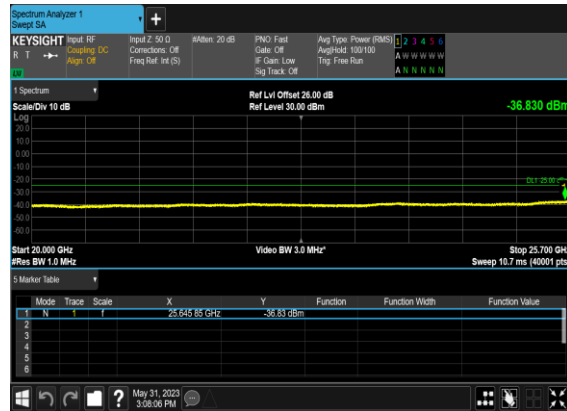 Spectrum Analyzer 1
Swept SA
+
KEYSIGHT Input: RF Input Z: 50 Ω #Atten: 20 dB PNO: Fast Avg Type: Power (RMS) 1 2 3 4 5 6
R T Coupling: DC Corrections: Off Gate: Off Avg|Hold: 100/100 A W W W W W
Align: Off Freq Ref: Int (S) IF Gain: Low Trig: Free Run
Sig Track: Off A N N N N N
1 Spectrum Ref Lvl Offset 26.00 dB
Scale/Div 10 dB Ref Level 30.00 dBm -36.830 dBm
Log
20.0
10.0
0.00
-10.0
-20.0
DL1 -25.00
-30.0
-40.0
-50.0
-60.0
Start 20.000 GHz Video BW 3.0 MHz* Stop 25.700 GHz
#Res BW 1.0 MHz Sweep 10.7 ms (40001 pts)
5 Marker Table
Mode Trace Scale X Y Function Function Width Function Value
1 N 1 f 25.645 85 GHz -36.83 dBm
2
3
4
5
6
? May 31, 2023
3:08:06 PM